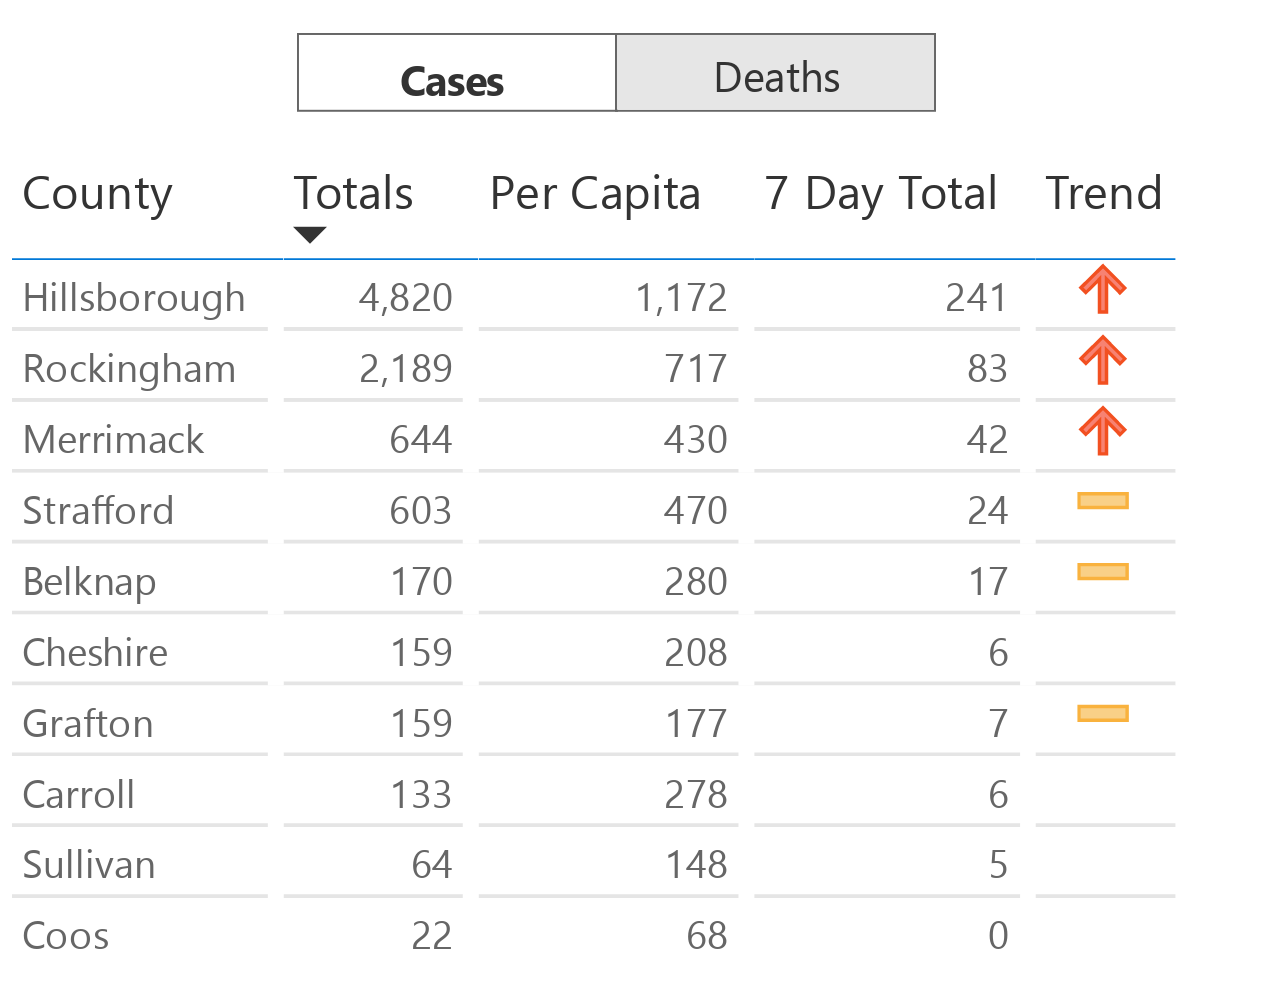 Cases Deaths
County Totals Per Capita 7 Day Total Trend
Hillsborough 4,820 1,172 241
Rockingham 2,189 717 83
Merrimack 644 430 42
Strafford 603 470 24
Belknap 170 280 17
Cheshire 159 208 6
Grafton 159 177 7
Carroll 133 278 6
Sullivan 64 148 5
Coos 22 68 0